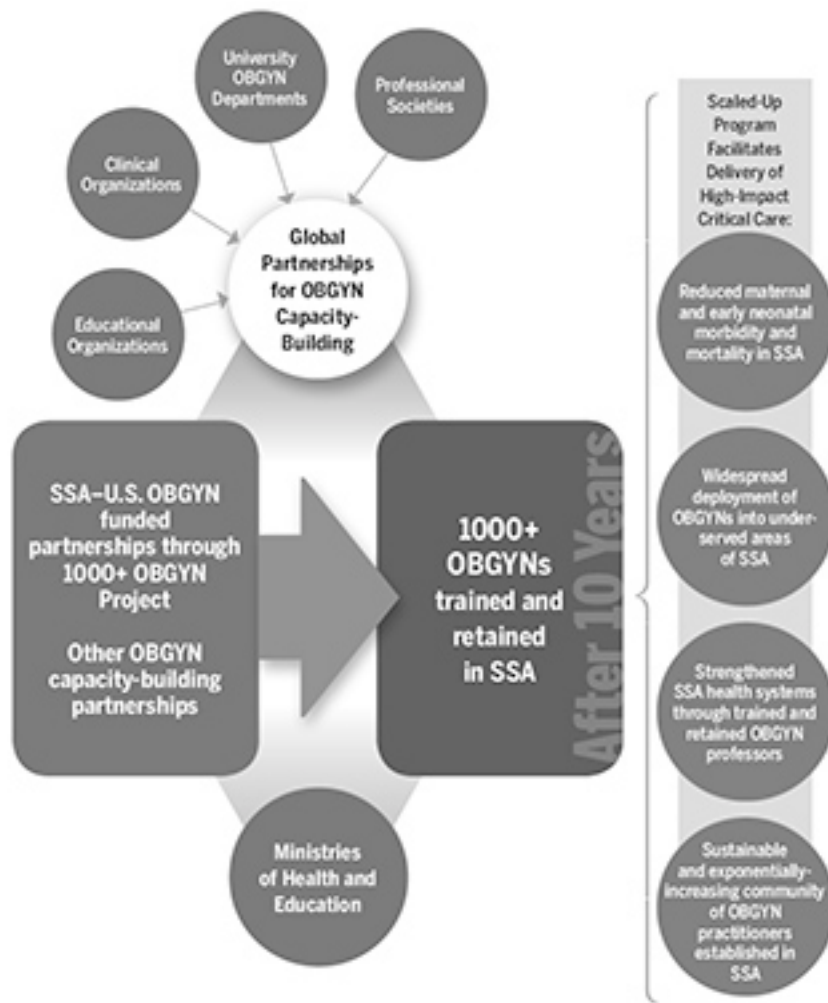 University
OBGYN
Departments
Professional
Societies
Clinical
Organizations
Educational
Organizations
Global
Partnerships
for OBGYN
Capacity-
Building
SSA–U.S. OBGYN
funded
partnerships through
1000+ OBGYN
Project
Other OBGYN
capacity-building
partnerships
1000+
OBGYNs
trained and
retained
in SSA
After 10 Years
Ministries
of Health and
Education
Scaled-Up
Program
Facilitates
Delivery of
High-Impact
Critical Care:
Reduced maternal
and early neonatal
morbidity and
mortality in SSA
Widespread
deployment of
OBGYNs into under-
served areas
of SSA
Strengthened
SSA health systems
through trained and
retained OBGYN
professors
Sustainable
and exponentially-
increasing community
of OBGYN
practitioners
established in
SSA